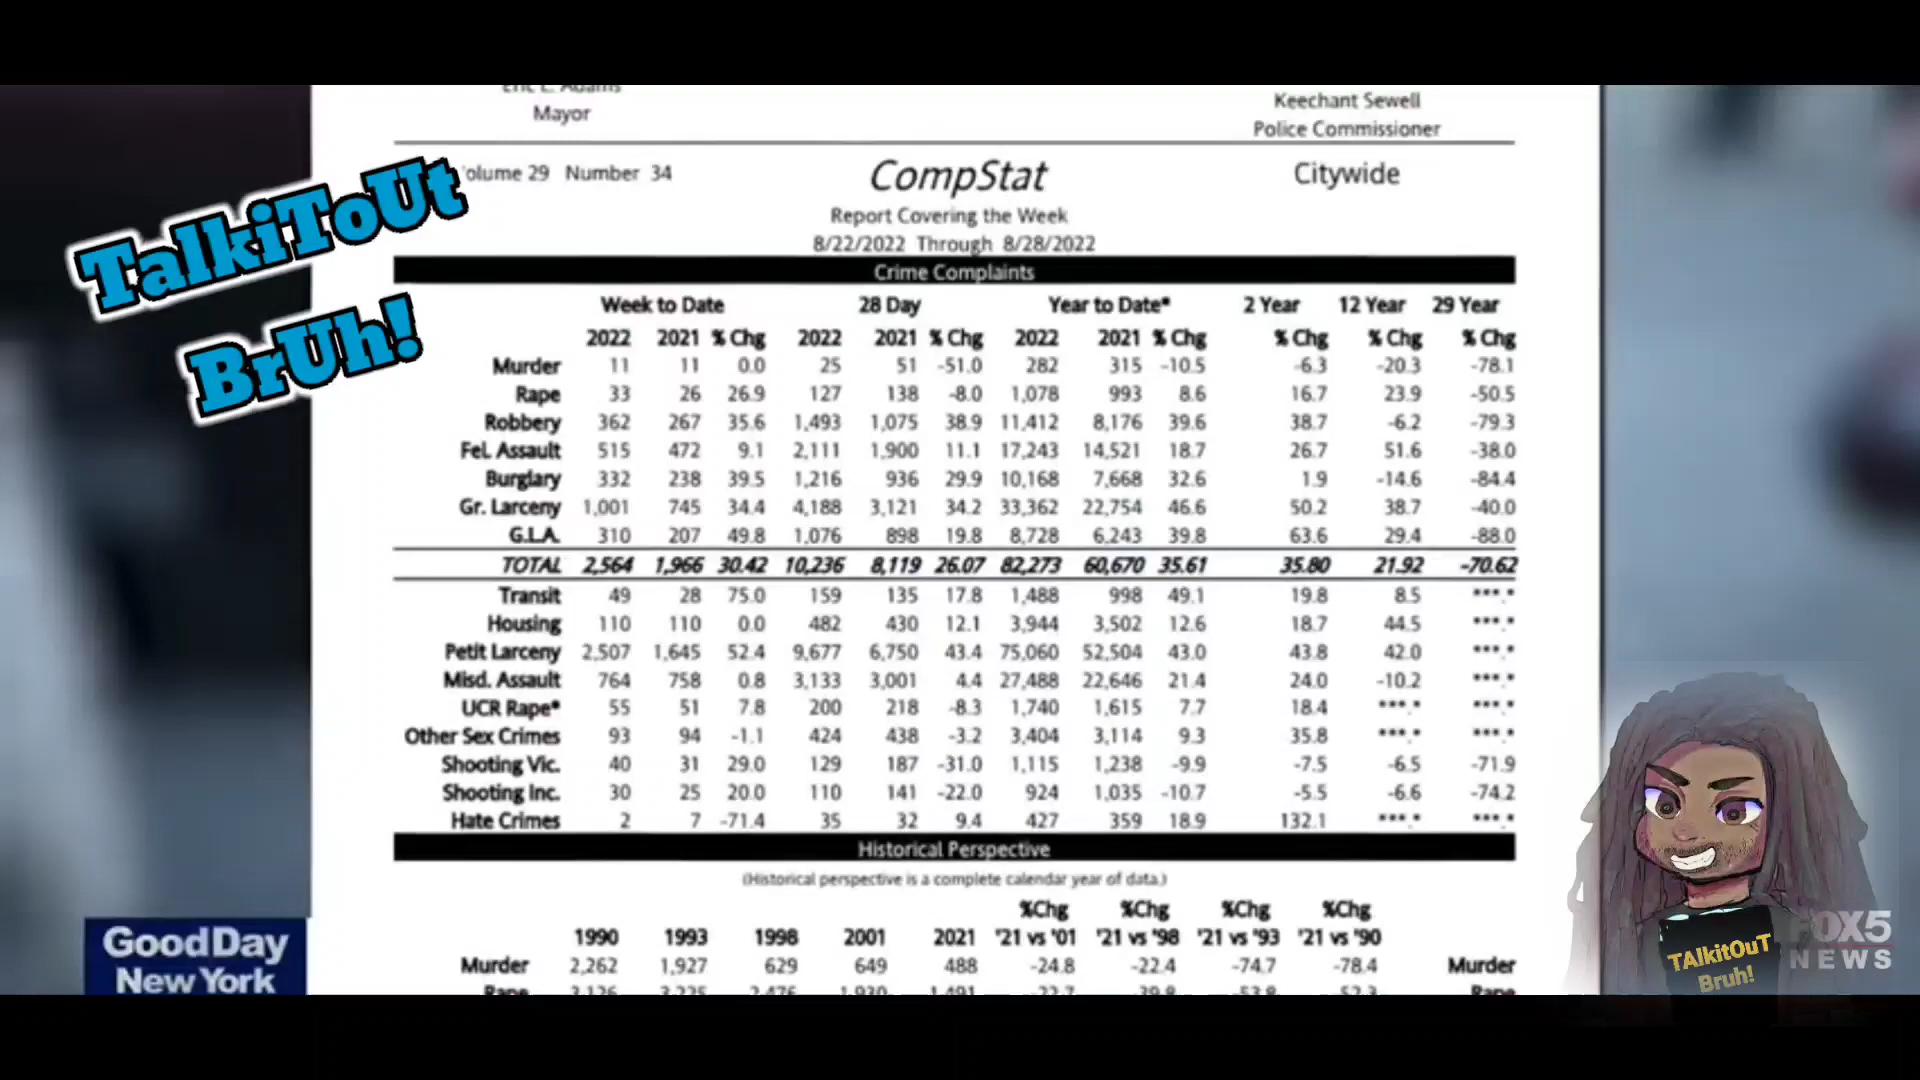 Mayor
Keechant Sewell
Police Commissioner
TalkiToUt
BrUh!
Volume 29 Number 34
CompStat
Citywide
Report Covering the Week
8/22/2022 Through 8/28/2022
Crime Complaints
Week to Date 28 Day Year to Date* 2 Year 12 Year 29 Year
2022 2021 % Chg 2022 2021 % Chg 2022 2021 % Chg % Chg % Chg % Chg
Murder 11 11 0.0 25 51 -51.0 282 315 -10.5 -6.3 -20.3 -78.1
Rape 33 26 26.9 127 138 -8.0 1,078 993 8.6 16.7 23.9 -50.5
Robbery 362 267 35.6 1,493 1,075 38.9 11,412 8,176 39.6 38.7 -6.2 -79.3
Fel. Assault 515 472 9.1 2,111 1,900 11.1 17,243 14,521 18.7 26.7 51.6 -38.0
Burglary 332 238 39.5 1,216 936 29.9 10,168 7,668 32.6 1.9 -14.6 -84.4
Gr. Larceny 1,001 745 34.4 4,188 3,121 34.2 33,362 22,754 46.6 50.2 38.7 -40.0
G.L.A. 310 207 49.8 1,076 898 19.8 8,728 6,243 39.8 63.6 29.4 -88.0
TOTAL 2,564 1,966 30.42 10,236 8,119 26.07 82,273 60,670 35.61 35.80 21.92 -70.62
Transit 49 28 75.0 159 135 17.8 1,488 998 49.1 19.8 8.5 ***.*
Housing 110 110 0.0 482 430 12.1 3,944 3,502 12.6 18.7 44.5 ***.*
Petit Larceny 2,507 1,645 52.4 9,677 6,750 43.4 75,060 52,504 43.0 43.8 42.0 ***.*
Misd. Assault 764 758 0.8 3,133 3,001 4.4 27,488 22,646 21.4 24.0 -10.2 ***.*
UCR Rape* 55 51 7.8 200 218 -8.3 1,740 1,615 7.7 18.4 ***.* ***.*
Other Sex Crimes 93 94 -1.1 424 438 -3.2 3,404 3,114 9.3 35.8 ***.* ***.*
Shooting Vic. 40 31 29.0 129 187 -31.0 1,115 1,238 -9.9 -7.5 -6.5 -71.9
Shooting Inc. 30 25 20.0 110 141 -22.0 924 1,035 -10.7 -5.5 -6.6 -74.2
Hate Crimes 2 7 -71.4 35 32 9.4 427 359 18.9 132.1 ***.* ***.*
Historical Perspective
(Historical perspective is a complete calendar year of data.)
%Chg %Chg %Chg %Chg
1990 1993 1998 2001 2021 '21 vs '01 '21 vs '98 '21 vs '93 '21 vs '90
Murder 2,262 1,927 629 649 488 -24.8 -22.4 -74.7 -78.4 Murder
GoodDay
New York
TAlkitOuT
Bruh!
FOX5
NEWS